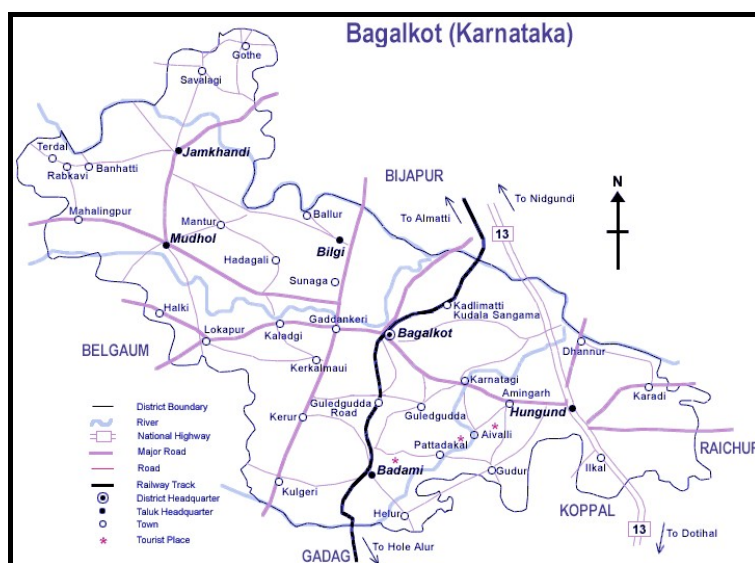 Bagalkot (Karnataka)
Gothe
Savalagi
Jamkhandi
Terdal
Rabkavi
Banhatti
BIJAPUR
To Nidgundi
To Almatti
N
Mahalingpur
Mantur
Ballur
13
Mudhol
Bilgi
Hadagali
Sunaga
Halki
Kadlimatti
Kudala Sangama
Gaddankeri
Bagalkot
Lokapur
Kaladgi
BELGAUM
Kerkalmaui
Dhannur
Karnatagi
Amingarh
Karadi
Hungund
Guledgudda
Road
Guledgudda
Kerur
Aivalli
Pattadakal
RAICHUR
Badami
Gudur
Ilkal
Kulgeri
Helur
KOPPAL
13
To Dotihal
GADAG
To Hole Alur
District Boundary
River
National Highway
Major Road
Road
Railway Track
District Headquarter
Taluk Headquarter
Town
Tourist Place